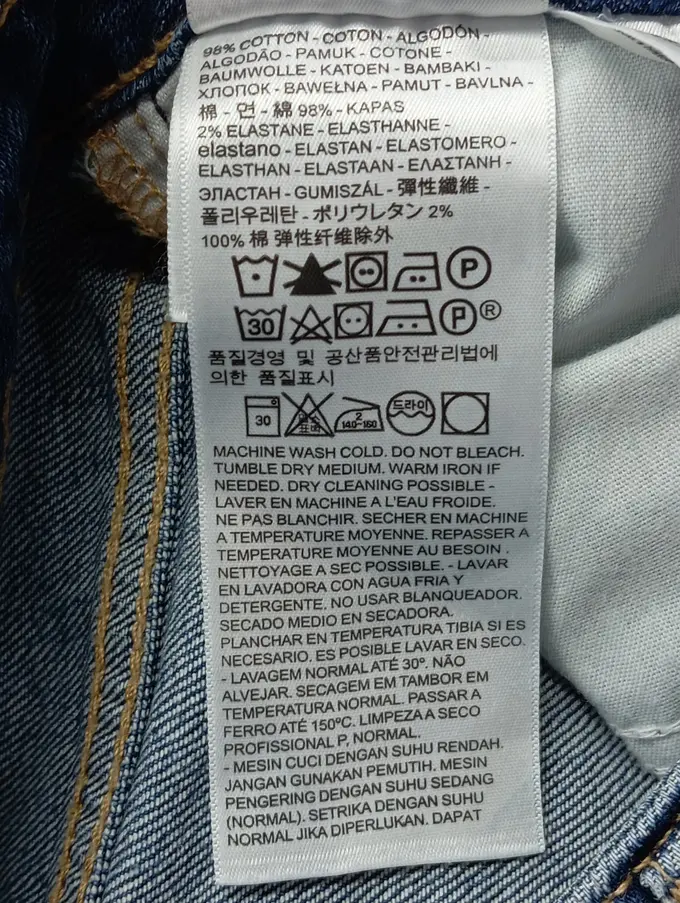 98% COTTON - COTON - ALGODÓN -
ALGODÃO - PAMUK - COTONE -
BAUMWOLLE - KATOEN - BAMBAKI -
ХЛОПОК - BAWEŁNA - PAMUT - BAVLNA -
棉 - 면 - 綿 98% - KAPAS
2% ELASTANE - ELASTHANNE -
elastano - ELASTAN - ELASTOMERO -
ELASTHAN - ELASTAAN - ΕΛΑΣΤΑΝΗ -
ЭЛАСТАН - GUMISZÁL - 彈性纖維 -
폴리우레탄 - ポリウレタン 2%
100% 棉 弹性纤维除外
P
30 P ®
품질경영 및 공산품안전관리법에
의한 품질표시
30 염소 표백 2 140~160 드라이
MACHINE WASH COLD. DO NOT BLEACH.
TUMBLE DRY MEDIUM. WARM IRON IF
NEEDED. DRY CLEANING POSSIBLE -
LAVER EN MACHINE A L'EAU FROIDE.
NE PAS BLANCHIR. SECHER EN MACHINE
A TEMPERATURE MOYENNE. REPASSER A
TEMPERATURE MOYENNE AU BESOIN .
NETTOYAGE A SEC POSSIBLE. - LAVAR
EN LAVADORA CON AGUA FRIA Y
DETERGENTE. NO USAR BLANQUEADOR.
SECADO MEDIO EN SECADORA.
PLANCHAR EN TEMPERATURA TIBIA SI ES
NECESARIO. ES POSIBLE LAVAR EN SECO.
- LAVAGEM NORMAL ATÉ 30º. NÃO
ALVEJAR. SECAGEM EM TAMBOR EM
TEMPERATURA NORMAL. PASSAR A
FERRO ATÉ 150ºC. LIMPEZA A SECO
PROFISSIONAL P, NORMAL.
- MESIN CUCI DENGAN SUHU RENDAH.
JANGAN GUNAKAN PEMUTIH. MESIN
PENGERING DENGAN SUHU SEDANG
(NORMAL). SETRIKA DENGAN SUHU
NORMAL JIKA DIPERLUKAN. DAPAT